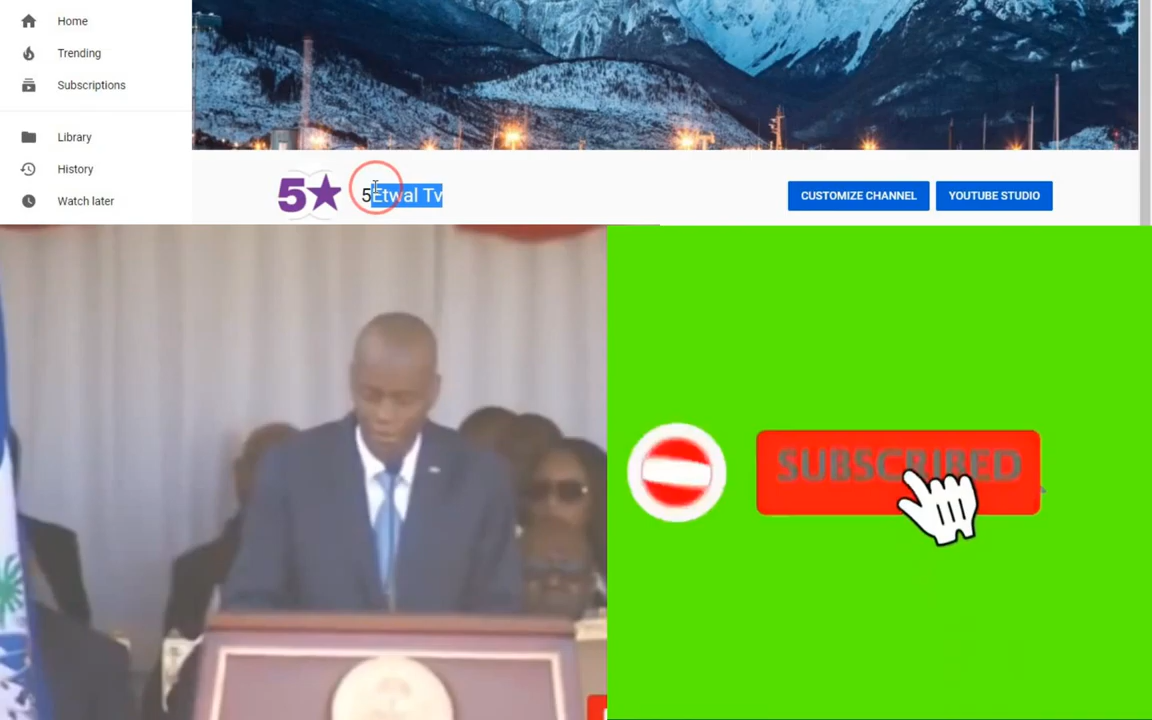 Home
Trending
Subscriptions
Library
History
Watch later
5★
5Etwal Tv
CUSTOMIZE CHANNEL
YOUTUBE STUDIO
SUBSCRIBED